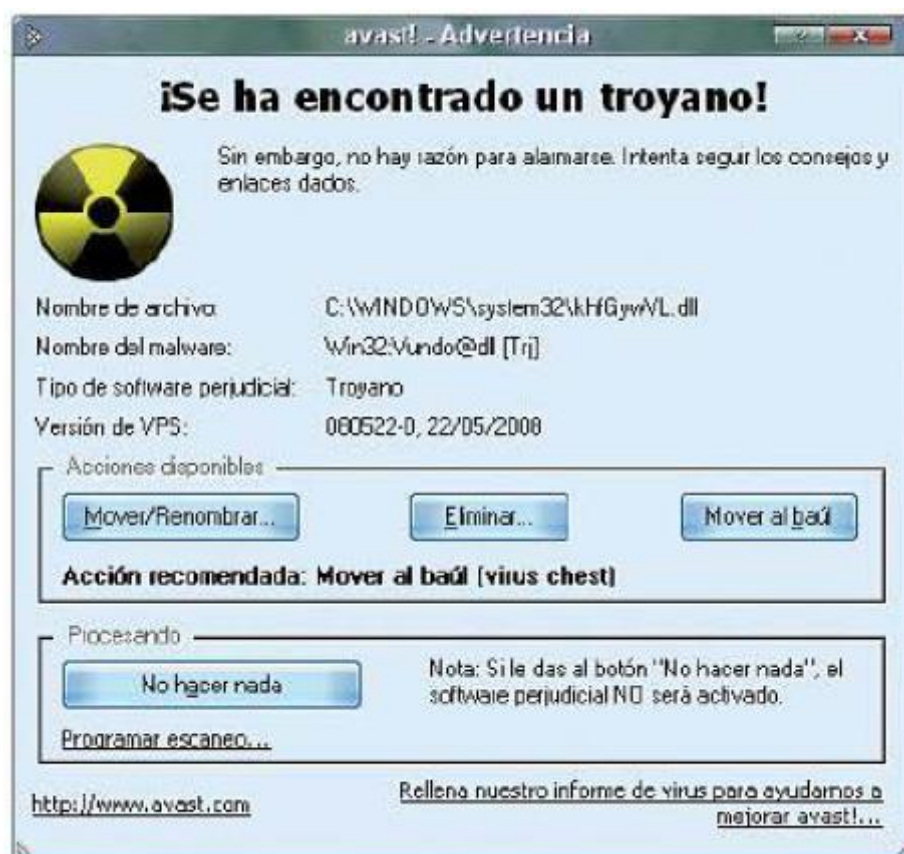 avast! - Advertencia
¡Se ha encontrado un troyano!
Sin embargo, no hay razón para alarmarse. Intenta seguir los consejos y
enlaces dados.
Nombre de archivo: C:\WINDOWS\system32\kHfGywVL.dll
Nombre del malware: Win32:Vundo@dll [Trj]
Tipo de software perjudicial: Troyano
Versión de VPS: 080522-0, 22/05/2008
Acciones disponibles
Mover/Renombrar... Eliminar... Mover al baúl
Acción recomendada: Mover al baúl (virus chest)
Procesando
No hacer nada
Nota: Si le das al botón "No hacer nada", el
software perjudicial NO será activado.
Programar escaneo...
http://www.avast.com
Rellena nuestro informe de virus para ayudarnos a
mejorar avast!...